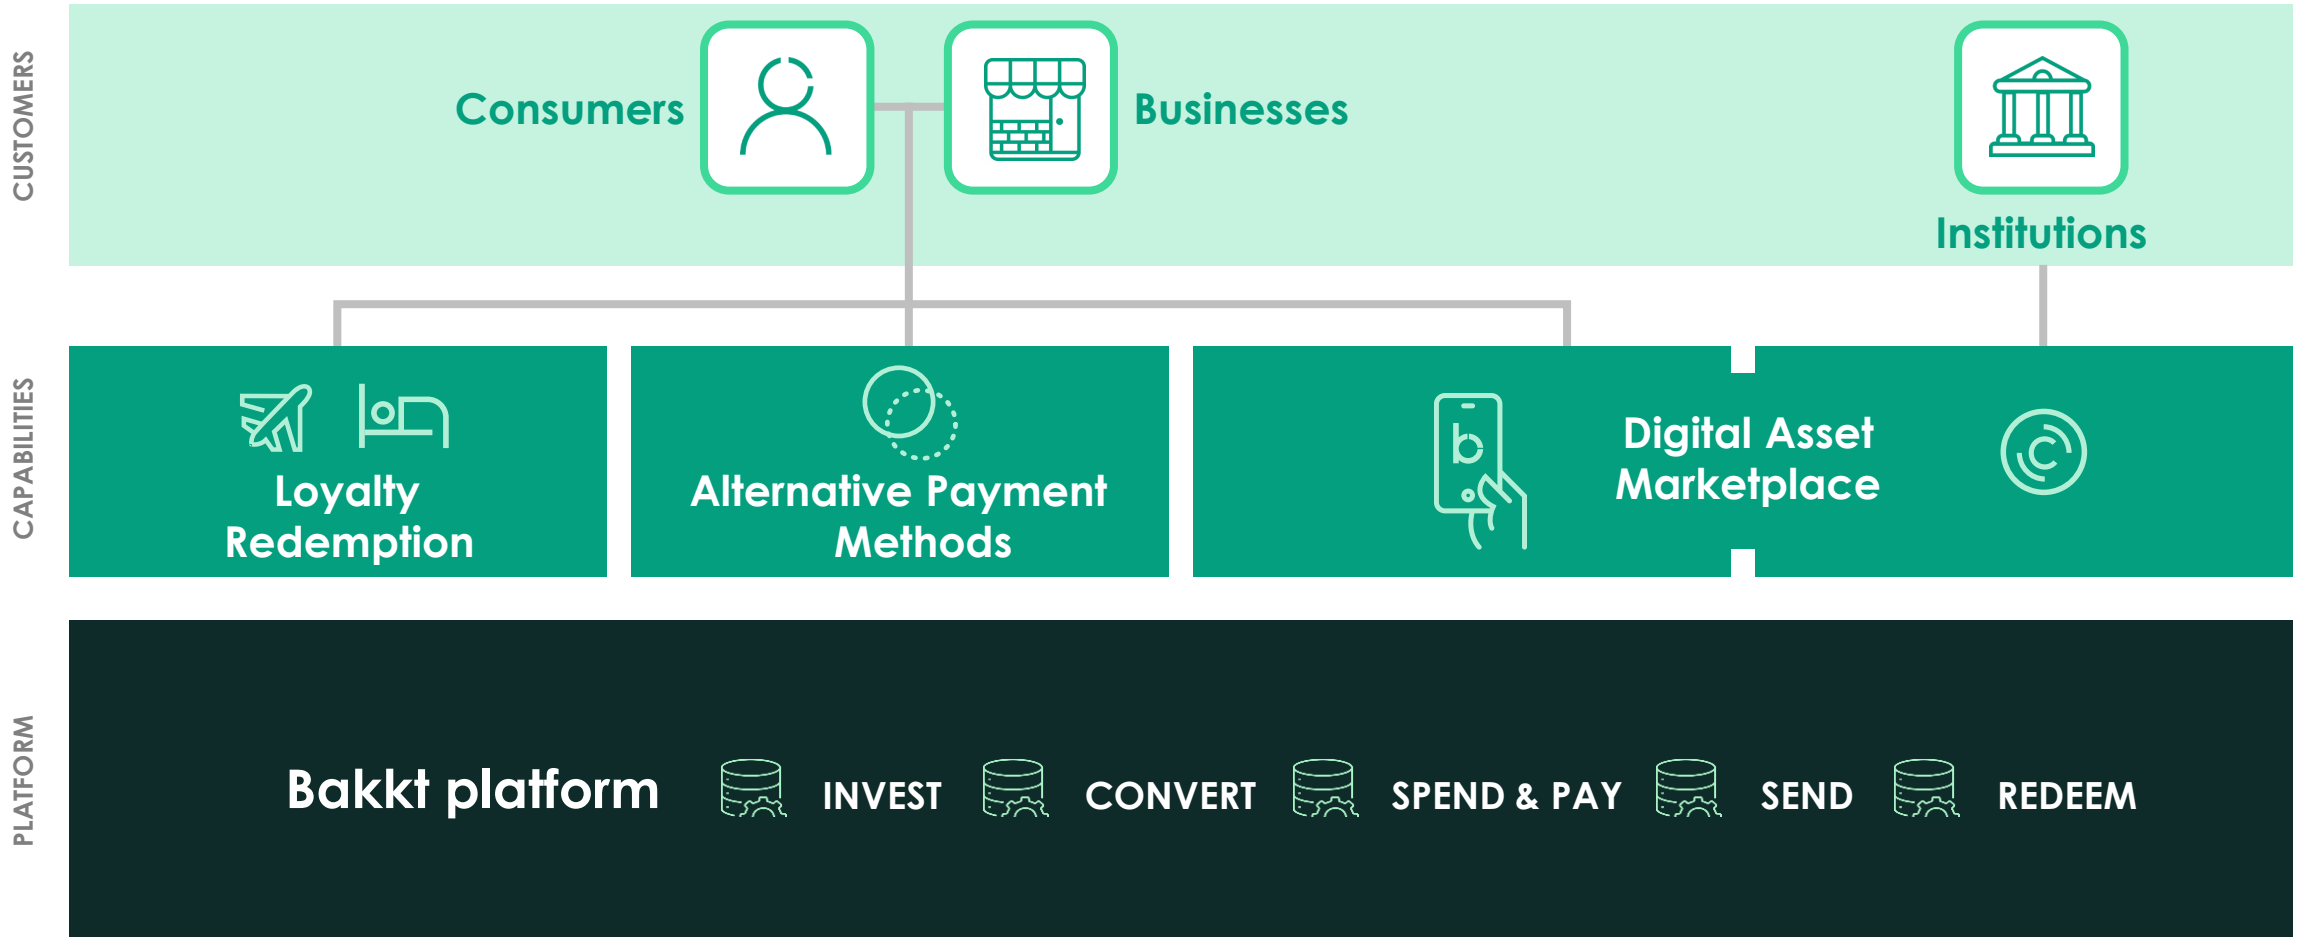 CUSTOMERS
Consumers
Businesses
Institutions
CAPABILITIES
Loyalty
Redemption
Alternative Payment
Methods
b
Digital Asset
Marketplace
PLATFORM
Bakkt platform
INVEST
CONVERT
SPEND & PAY
SEND
REDEEM